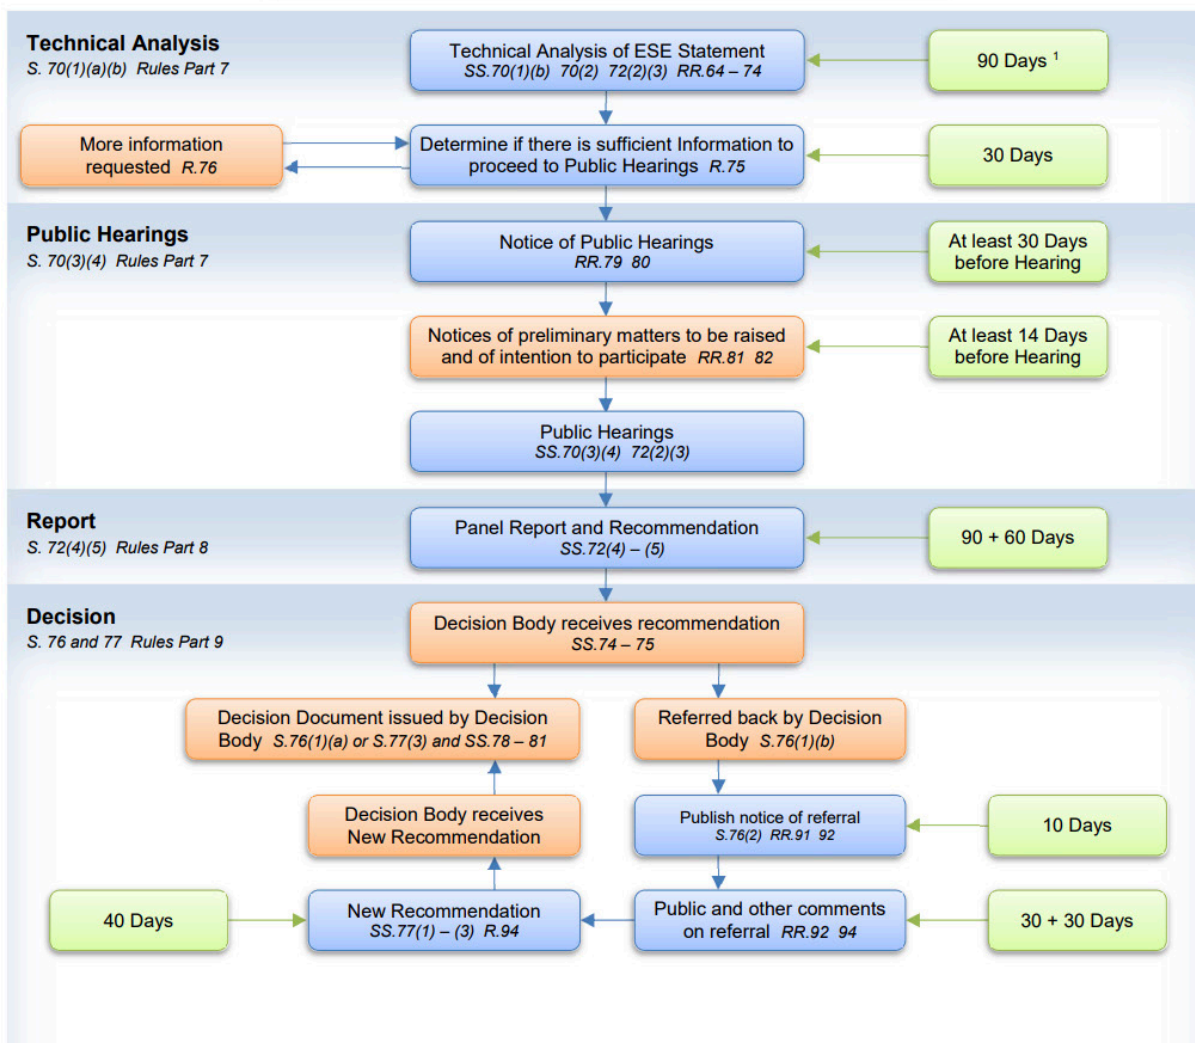 Technical Analysis
S. 70(1)(a)(b) Rules Part 7
Technical Analysis of ESE Statement
SS.70(1)(b) 70(2) 72(2)(3) RR.64 – 74
90 Days 1
More information
requested R.76
Determine if there is sufficient Information to
proceed to Public Hearings R.75
30 Days
Public Hearings
S. 70(3)(4) Rules Part 7
Notice of Public Hearings
RR.79 80
At least 30 Days
before Hearing
Notices of preliminary matters to be raised
and of intention to participate RR.81 82
At least 14 Days
before Hearing
Public Hearings
SS.70(3)(4) 72(2)(3)
Report
S. 72(4)(5) Rules Part 8
Panel Report and Recommendation
SS.72(4) – (5)
90 + 60 Days
Decision
S. 76 and 77 Rules Part 9
Decision Body receives recommendation
SS.74 – 75
Decision Document issued by Decision
Body S.76(1)(a) or S.77(3) and SS.78 – 81
Referred back by Decision
Body S.76(1)(b)
Decision Body receives
New Recommendation
Publish notice of referral
S.76(2) RR.91 92
10 Days
40 Days
New Recommendation
SS.77(1) – (3) R.94
Public and other comments
on referral RR.92 94
30 + 30 Days